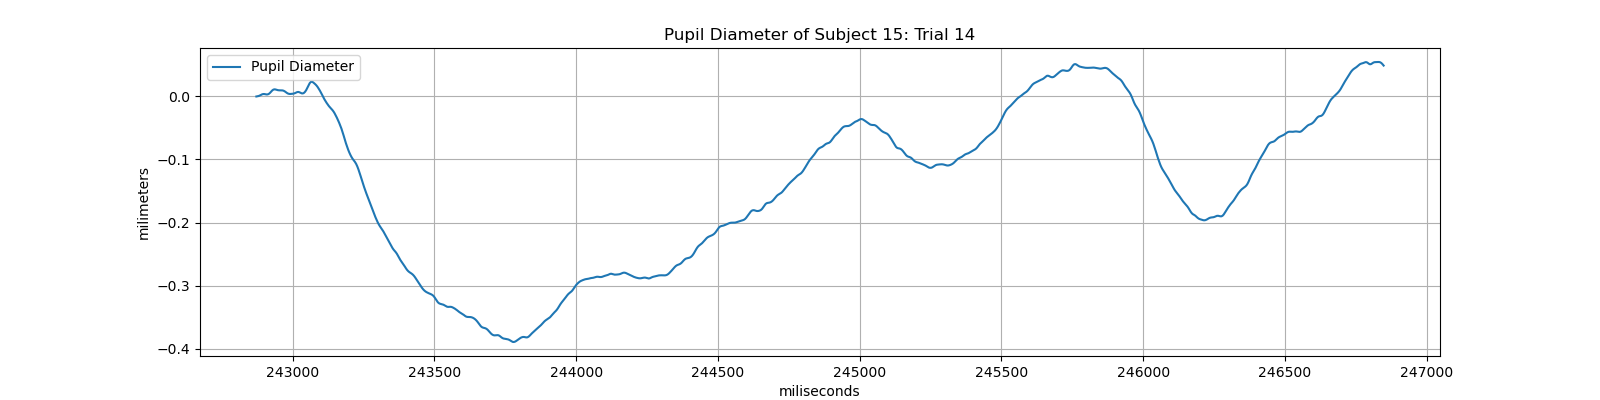 Pupil Diameter of Subject 15: Trial 14
Pupil Diameter
milimeters
0.0
−0.1
−0.2
−0.3
−0.4
243000 243500 244000 244500 245000 245500 246000 246500 247000
miliseconds